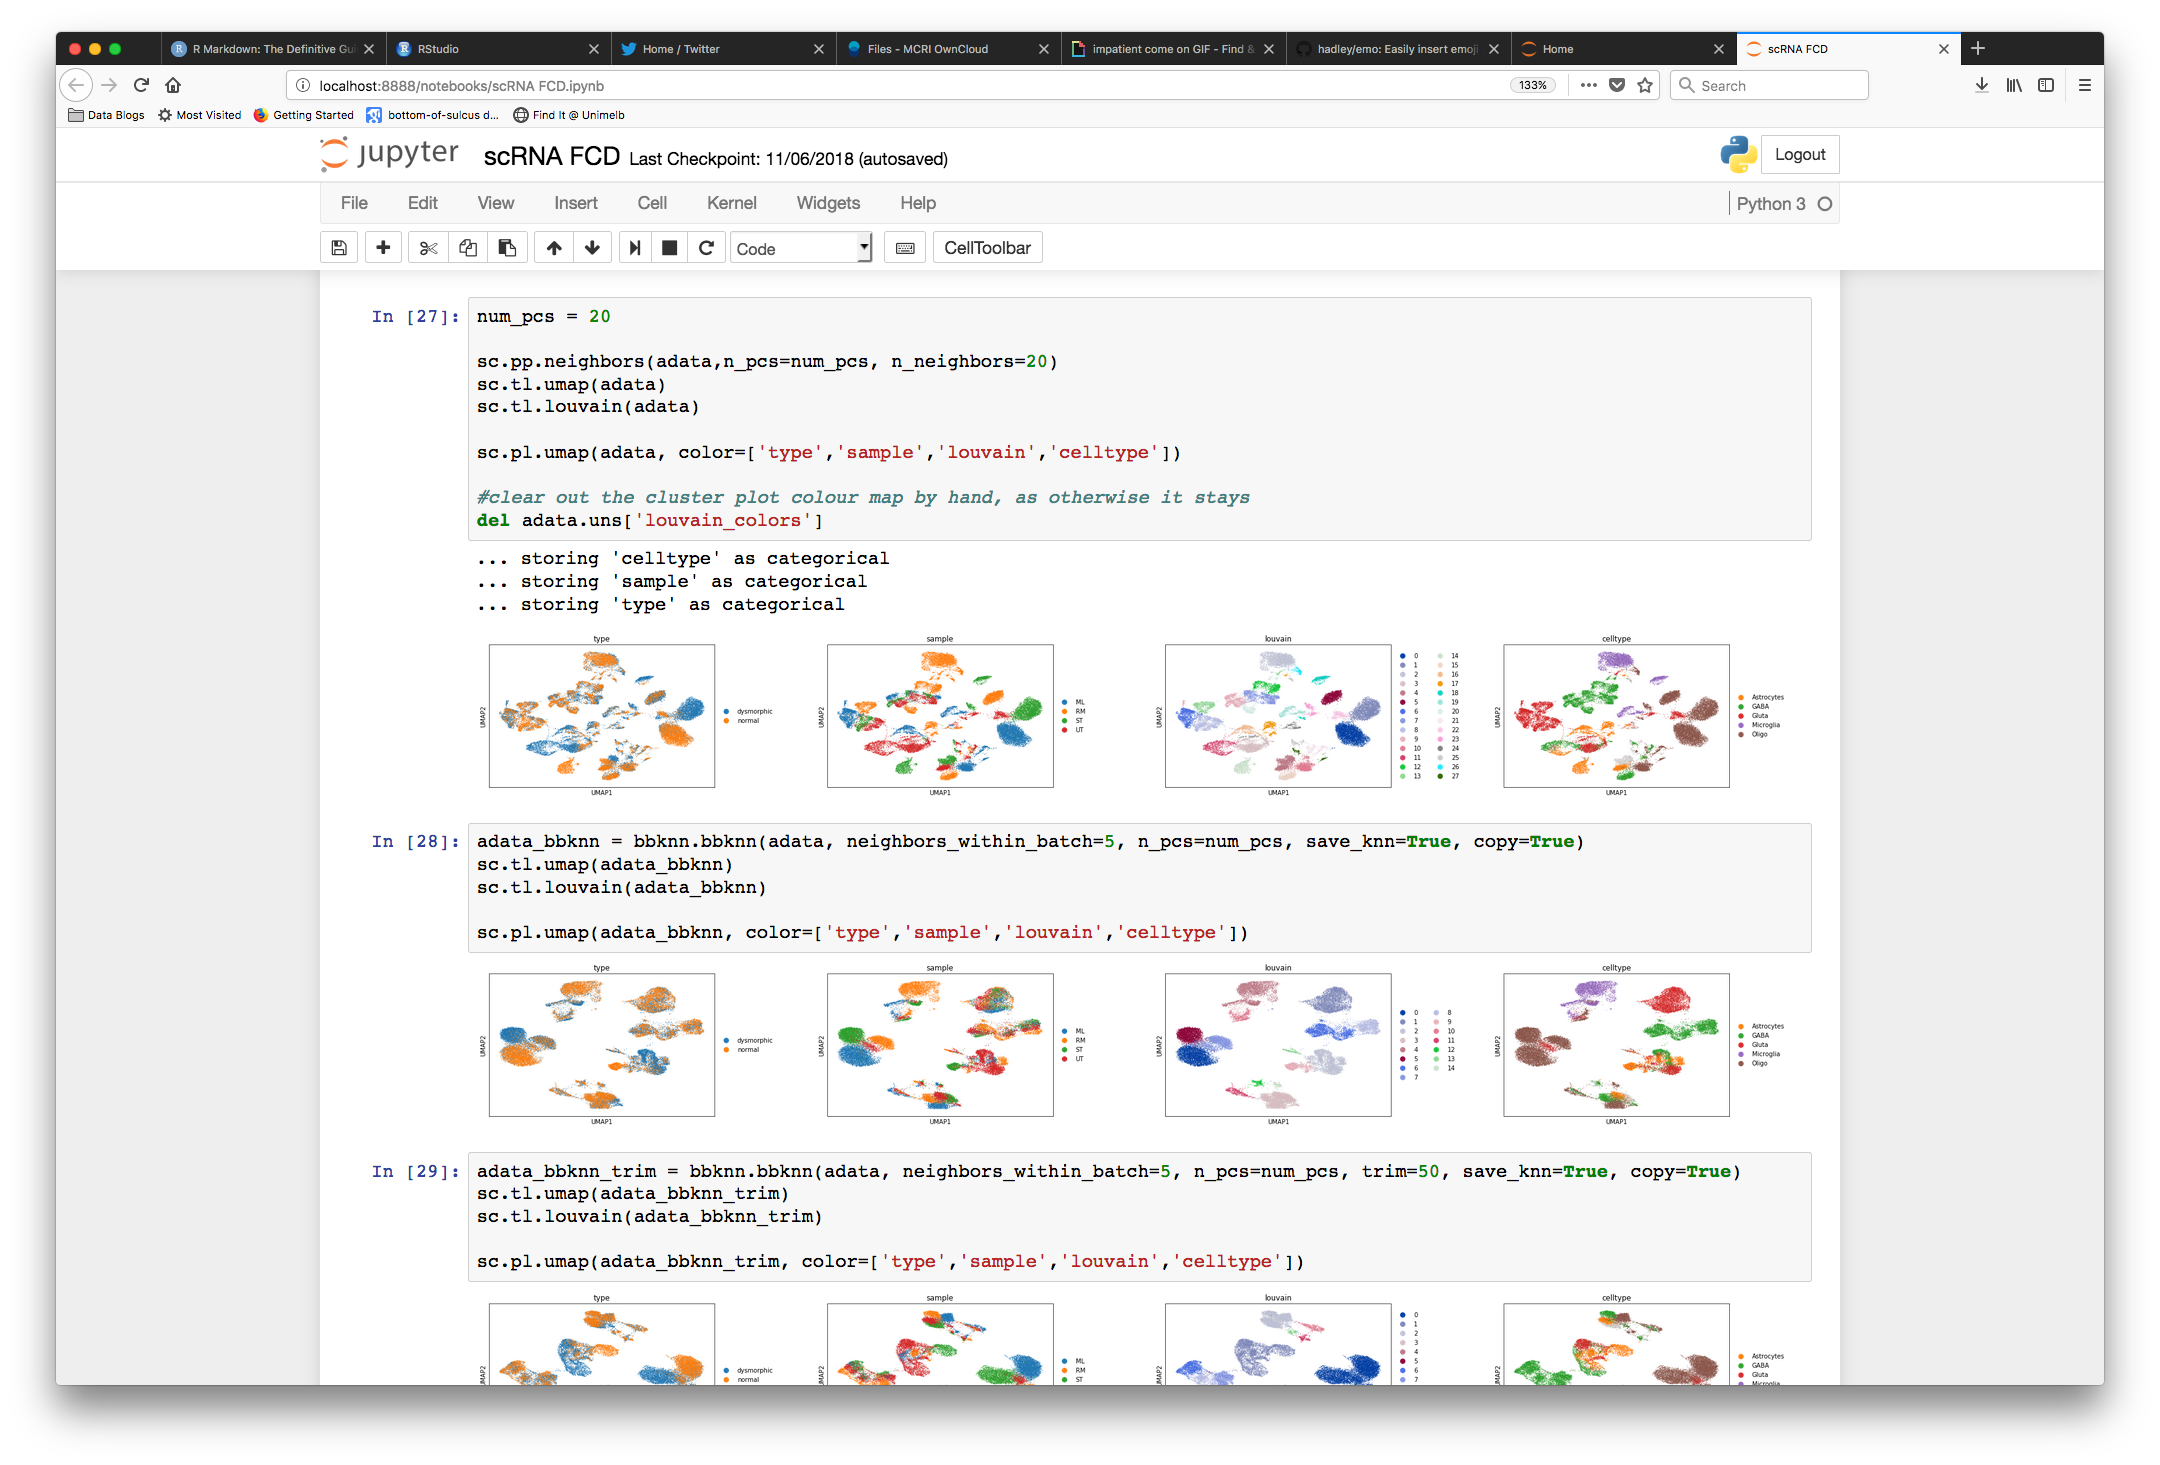 R Markdown: The Definitive Gui
RStudio
Home / Twitter
Files - MCRI OwnCloud
impatient come on GIF - Find &
hadley/emo: Easily insert emoji
Home
scRNA FCD
localhost:8888/notebooks/scRNA FCD.ipynb
133%
Search
Data Blogs
Most Visited
Getting Started
bottom-of-sulcus d...
Find It @ Unimelb
jupyter
scRNA FCD Last Checkpoint: 11/06/2018 (autosaved)
Logout
File Edit View Insert Cell Kernel Widgets Help
Python 3
Code
CellToolbar
In [27]:
num_pcs = 20
sc.pp.neighbors(adata,n_pcs=num_pcs, n_neighbors=20)
sc.tl.umap(adata)
sc.tl.louvain(adata)
sc.pl.umap(adata, color=['type','sample','louvain','celltype'])
#clear out the cluster plot colour map by hand, as otherwise it stays
del adata.uns['louvain_colors']
... storing 'celltype' as categorical
... storing 'sample' as categorical
... storing 'type' as categorical
type
UMAP2
UMAP1
dysmorphic
normal
sample
UMAP2
UMAP1
ML
RM
ST
UT
louvain
UMAP2
UMAP1
0 14
1 15
2 16
3 17
4 18
5 19
6 20
7 21
8 22
9 23
10 24
11 25
12 26
13 27
celltype
UMAP2
UMAP1
Astrocytes
GABA
Gluta
Microglia
Oligo
In [28]:
adata_bbknn = bbknn.bbknn(adata, neighbors_within_batch=5, n_pcs=num_pcs, save_knn=True, copy=True)
sc.tl.umap(adata_bbknn)
sc.tl.louvain(adata_bbknn)
sc.pl.umap(adata_bbknn, color=['type','sample','louvain','celltype'])
type
UMAP2
UMAP1
dysmorphic
normal
sample
UMAP2
UMAP1
ML
RM
ST
UT
louvain
UMAP2
UMAP1
0 8
1 9
2 10
3 11
4 12
5 13
6 14
7
celltype
UMAP2
UMAP1
Astrocytes
GABA
Gluta
Microglia
Oligo
In [29]:
adata_bbknn_trim = bbknn.bbknn(adata, neighbors_within_batch=5, n_pcs=num_pcs, trim=50, save_knn=True, copy=True)
sc.tl.umap(adata_bbknn_trim)
sc.tl.louvain(adata_bbknn_trim)
sc.pl.umap(adata_bbknn_trim, color=['type','sample','louvain','celltype'])
type
UMAP2
dysmorphic
normal
sample
UMAP2
ML
RM
ST
louvain
UMAP2
0
1
2
3
4
5
6
7
celltype
UMAP2
Astrocytes
GABA
Gluta
Microglia